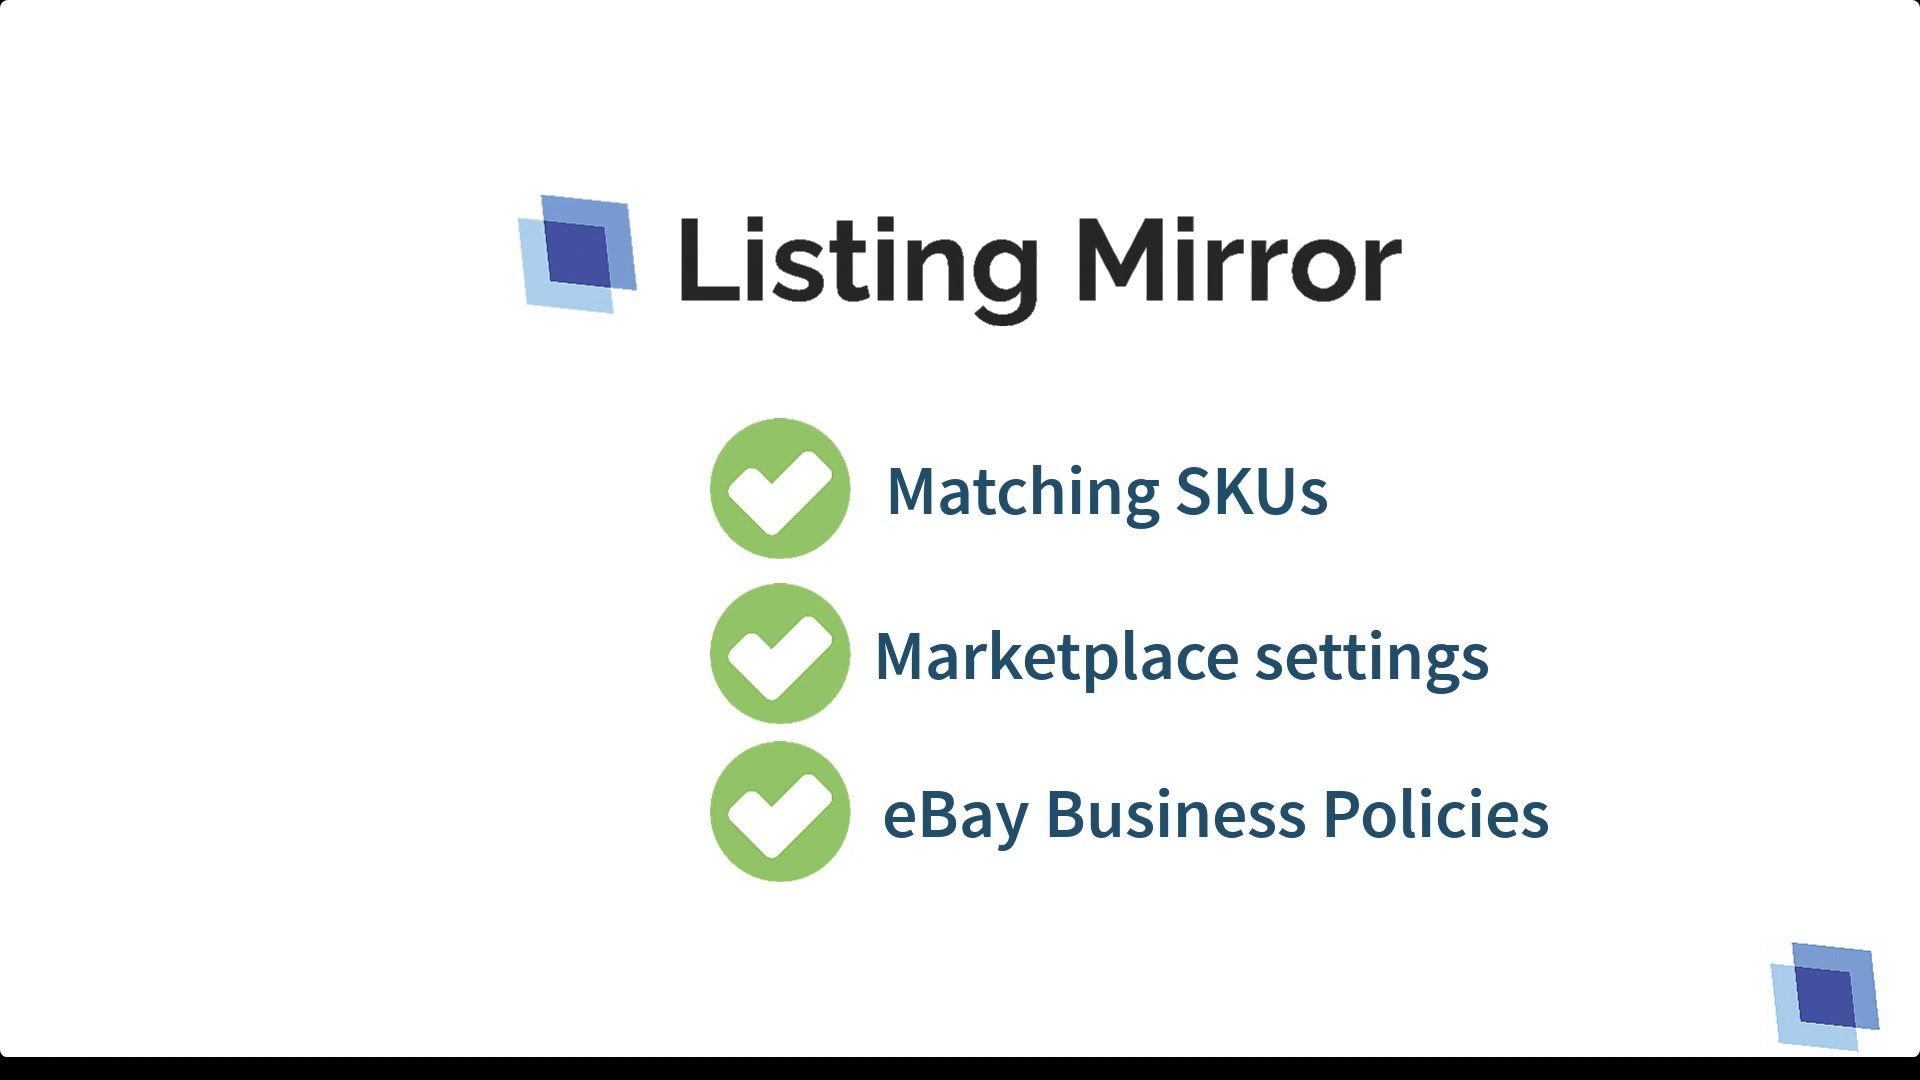 Listing Mirror
Matching SKUs
Marketplace settings
eBay Business Policies